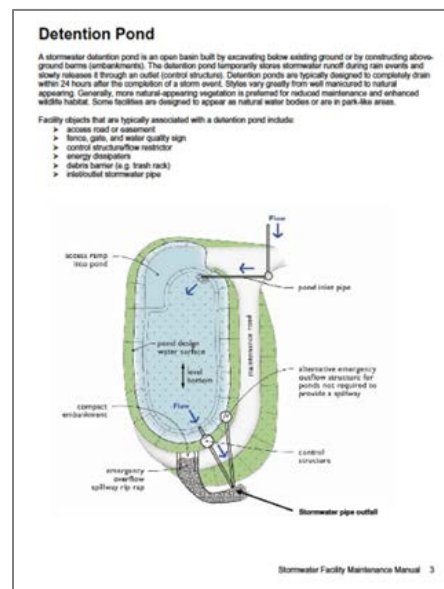 Detention Pond
A stormwater detention pond is an open basin built by excavating below existing ground or by constructing above-
ground berms (embankments). The detention pond temporarily stores stormwater runoff during rain events and
slowly releases it through an outlet (control structure). Detention ponds are typically designed to completely drain
within 24 hours after the completion of a storm event. Styles vary greatly from well manicured to natural
appearing. Generally, more natural-appearing vegetation is preferred for reduced maintenance and enhanced
wildlife habitat. Some facilities are designed to appear as natural water bodies or are in park-like areas.
Facility objects that are typically associated with a detention pond include:
➢ access road or easement
➢ fence, gate, and water quality sign
➢ control structure/flow restrictor
➢ energy dissipaters
➢ debris barrier (e.g. trash rack)
➢ inlet/outlet stormwater pipe
Flow
access ramp
into pond
pond inlet pipe
maintenance road
pond design
water surface
level
bottom
alternative emergency
outflow structure for
ponds not required to
provide a spillway
compact
embankment
Flow
control
structure
emergency
overflow
spillway rip rap
Stormwater pipe outfall
Stormwater Facility Maintenance Manual 3